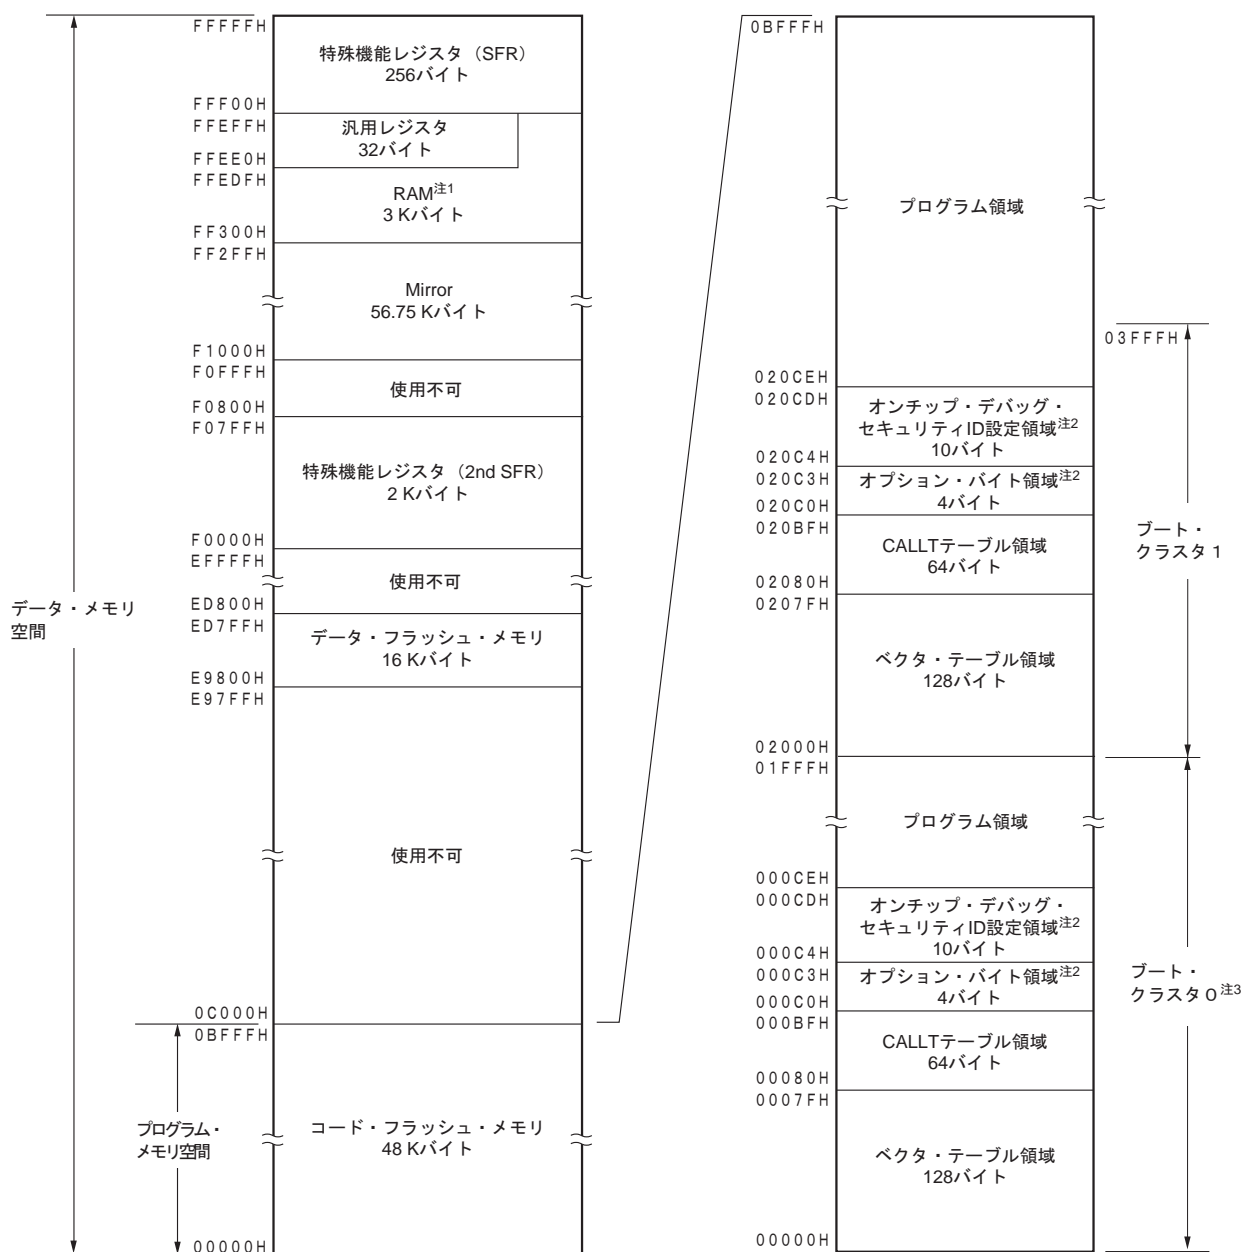 FFFFFH
特殊機能レジスタ（SFR）
256バイト
FFF00H
FFEFFH
汎用レジスタ
32バイト
FFEE0H
FFEDFH
RAM注1
3 Kバイト
FF300H
FF2FFH
Mirror
56.75 Kバイト
F1000H
F0FFFH
使用不可
F0800H
F07FFH
特殊機能レジスタ（2nd SFR）
2 Kバイト
F0000H
EFFFFH
使用不可
ED800H
ED7FFH
データ・フラッシュ・メモリ
16 Kバイト
E9800H
E97FFH
使用不可
0C000H
0BFFFH
コード・フラッシュ・メモリ
48 Kバイト
00000H
データ・メモリ
空間
プログラム・
メモリ空間
0BFFFH
プログラム領域
03FFFH
020CEH
020CDH
オンチップ・デバッグ・
セキュリティID設定領域注2
10バイト
020C4H
020C3H
オプション・バイト領域注2
4バイト
020C0H
020BFH
CALLTテーブル領域
64バイト
02080H
0207FH
ベクタ・テーブル領域
128バイト
02000H
01FFFH
ブート・
クラスタ1
プログラム領域
000CEH
000CDH
オンチップ・デバッグ・
セキュリティID設定領域注2
10バイト
000C4H
000C3H
オプション・バイト領域注2
4バイト
000C0H
000BFH
CALLTテーブル領域
64バイト
00080H
0007FH
ベクタ・テーブル領域
128バイト
00000H
ブート・
クラスタ0注3